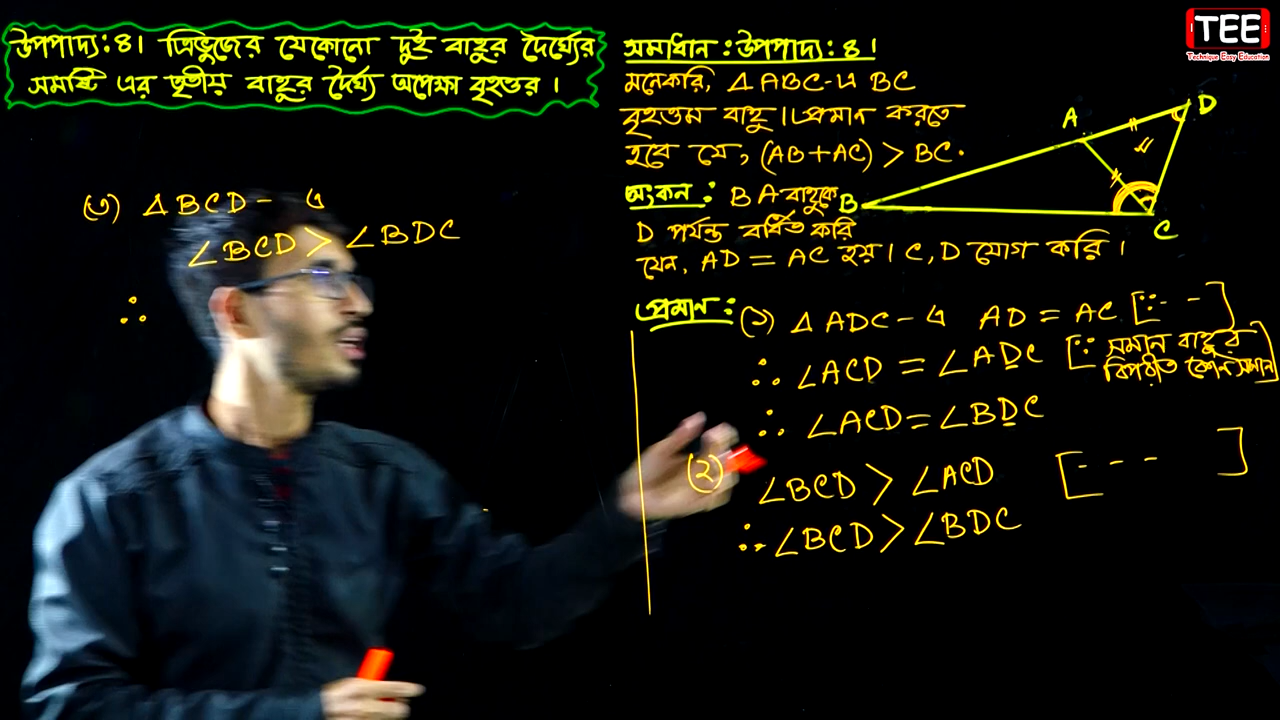 উপপাদ্য: ৪। ত্রিভুজের যেকোনো দুই বাহুর দৈর্ঘ্যের
সমষ্টি এর তৃতীয় বাহুর দৈর্ঘ্য অপেক্ষা বৃহত্তর।
(৩) △ BCD - এ
∠BCD > ∠BDC
∴
সমাধান : উপপাদ্য: ৪।
মনেকরি, △ ABC-এ BC
বৃহত্তম বাহু। প্রমান করতে
হবে যে, (AB+AC) > BC.
অংকন : BA বাহুকে
D পর্যন্ত বর্ধিত করি
যেন, AD = AC হয়। C, D যোগ করি।
প্রমান : (১) △ ADC - এ AD = AC [∵ - -]
∴ ∠ACD = ∠ADC [∵ সমান বাহুর
বিপরীত কোন সমান]
∴ ∠ACD = ∠BDC
(২) ∠BCD > ∠ACD [- - -]
∴ ∠BCD > ∠BDC
A
D
B
C
TEE
Technique Easy Education